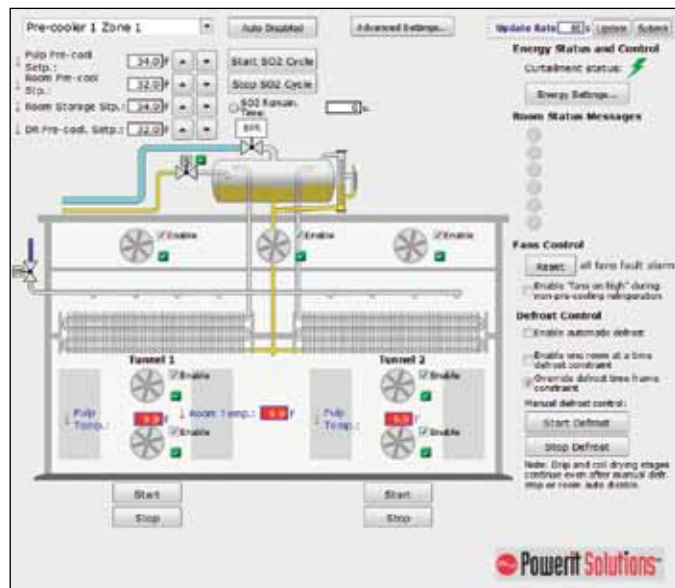 Pre-cooler 1 Zone 1
Auto Disabled
Advanced Settings...
Update Rate s Update Submit
Pulp Pre-cool Setp.: 34.0 F
Room Pre-cool Stp.: 32.0 F
Room Storage Stp.: 34.0 F
DR Pre-cool. Setp.: 32.0 F
Start SO2 Cycle
Stop SO2 Cycle
SO2 Remain. Time: 0 s.
Energy Status and Control
Curtailment status:
Energy Settings...
Room Status Messages
Enable
Enable
Enable
Fans Control
Reset all fans fault alarm
Enable "fans on high" during
non pre-cooling refrigeration
Defrost Control
Enable automatic defrost
Enable one room at a time
defrost constraint
Override defrost time frame
constraint
Manual defrost control:
Start Defrost
Stop Defrost
Note: Drip and coil drying stages
continue even after manual defr.
stop or room auto disable.
Tunnel 1
Enable
Pulp Temp.: F
Room Temp.: F
Enable
Tunnel 2
Enable
Pulp Temp.: F
Enable
Start
Stop
Start
Stop
Powerit Solutions